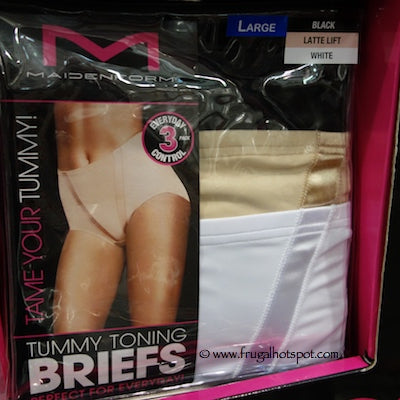 LARGE
BLACK
LATTE LIFT
WHITE
M
MAIDENFORM
EVERYDAY
3 PACK
CONTROL
TAME YOUR TUMMY!
TUMMY TONING
BRIEFS
PERFECT FOR EVERYDAY!
© www.frugalhotspot.com